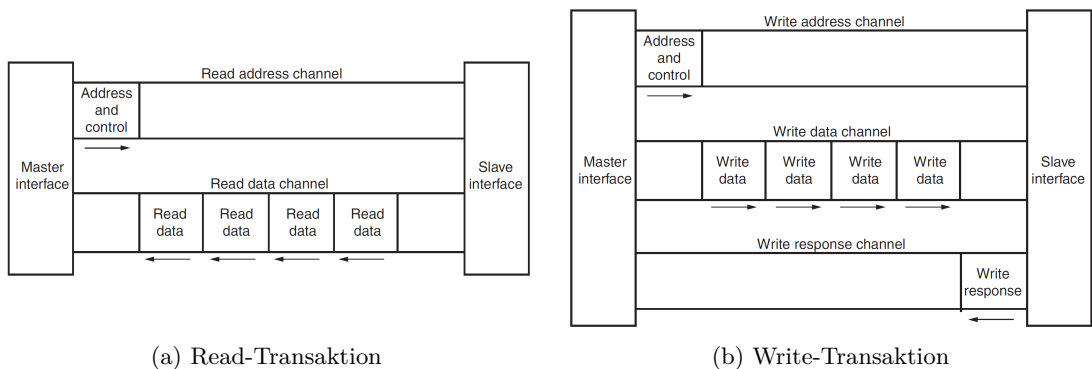 Read address channel
Address
and
control
Master
interface
Slave
interface
Read data channel
Read
data
Read
data
Read
data
Read
data
(a) Read-Transaktion
Write address channel
Address
and
control
Write data channel
Master
interface
Write
data
Write
data
Write
data
Write
data
Slave
interface
Write response channel
Write
response
(b) Write-Transaktion